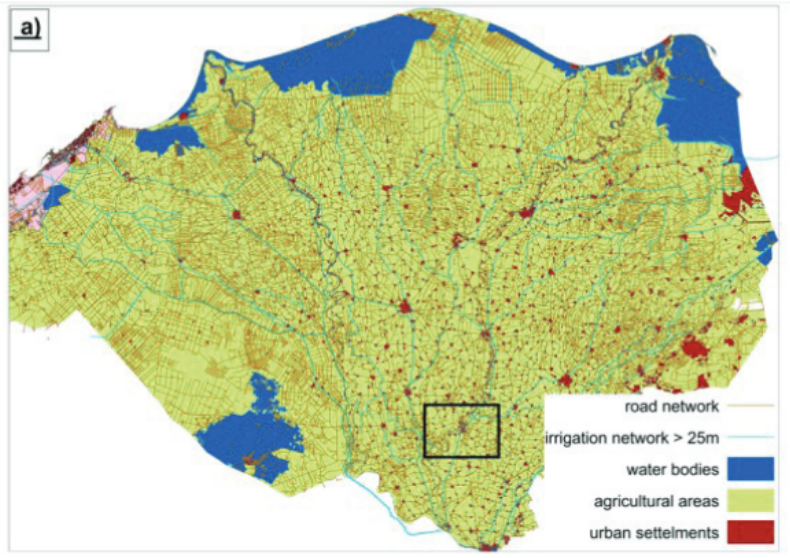 a)
road network
irrigation network > 25m
water bodies
agricultural areas
urban settelments